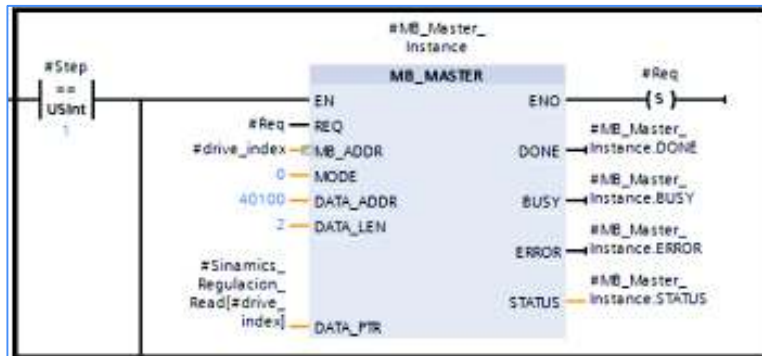 #MB_Master_
Instance
MB_MASTER
#Step
==
USInt
1
EN
ENO
#Req
S
#Req
REQ
#drive_index
MB_ADDR
DONE
#MB_Master_
Instance.DONE
0
MODE
40100
DATA_ADDR
BUSY
#MB_Master_
Instance.BUSY
2
DATA_LEN
ERROR
#MB_Master_
Instance.ERROR
#Sinamics_
Regulacion_
Read[#drive_
index]
DATA_PTR
STATUS
#MB_Master_
Instance.STATUS